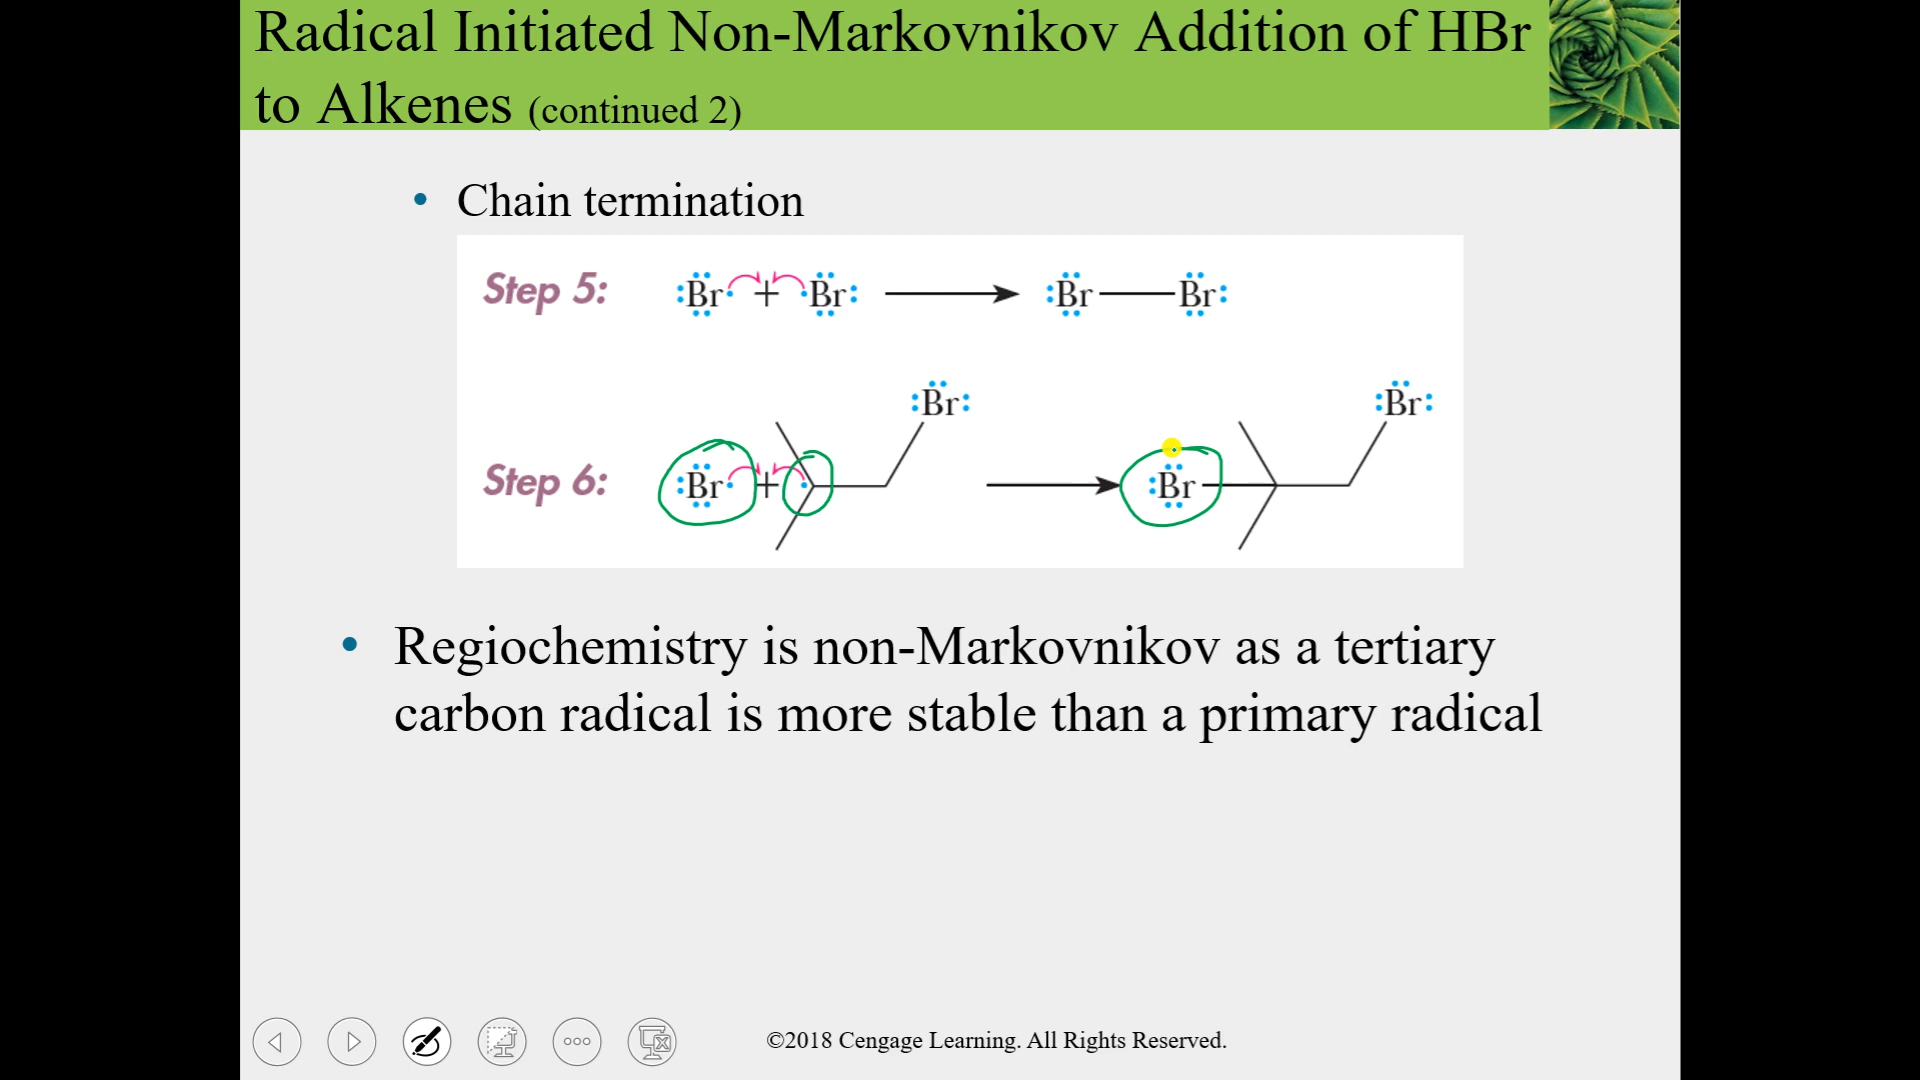 Radical Initiated Non-Markovnikov Addition of HBr
to Alkenes (continued 2)
• Chain termination
Step 5: :Br· + ·Br: :Br—Br:
Br: Br:
Step 6: :Br· + · :Br
• Regiochemistry is non-Markovnikov as a tertiary
carbon radical is more stable than a primary radical
©2018 Cengage Learning. All Rights Reserved.